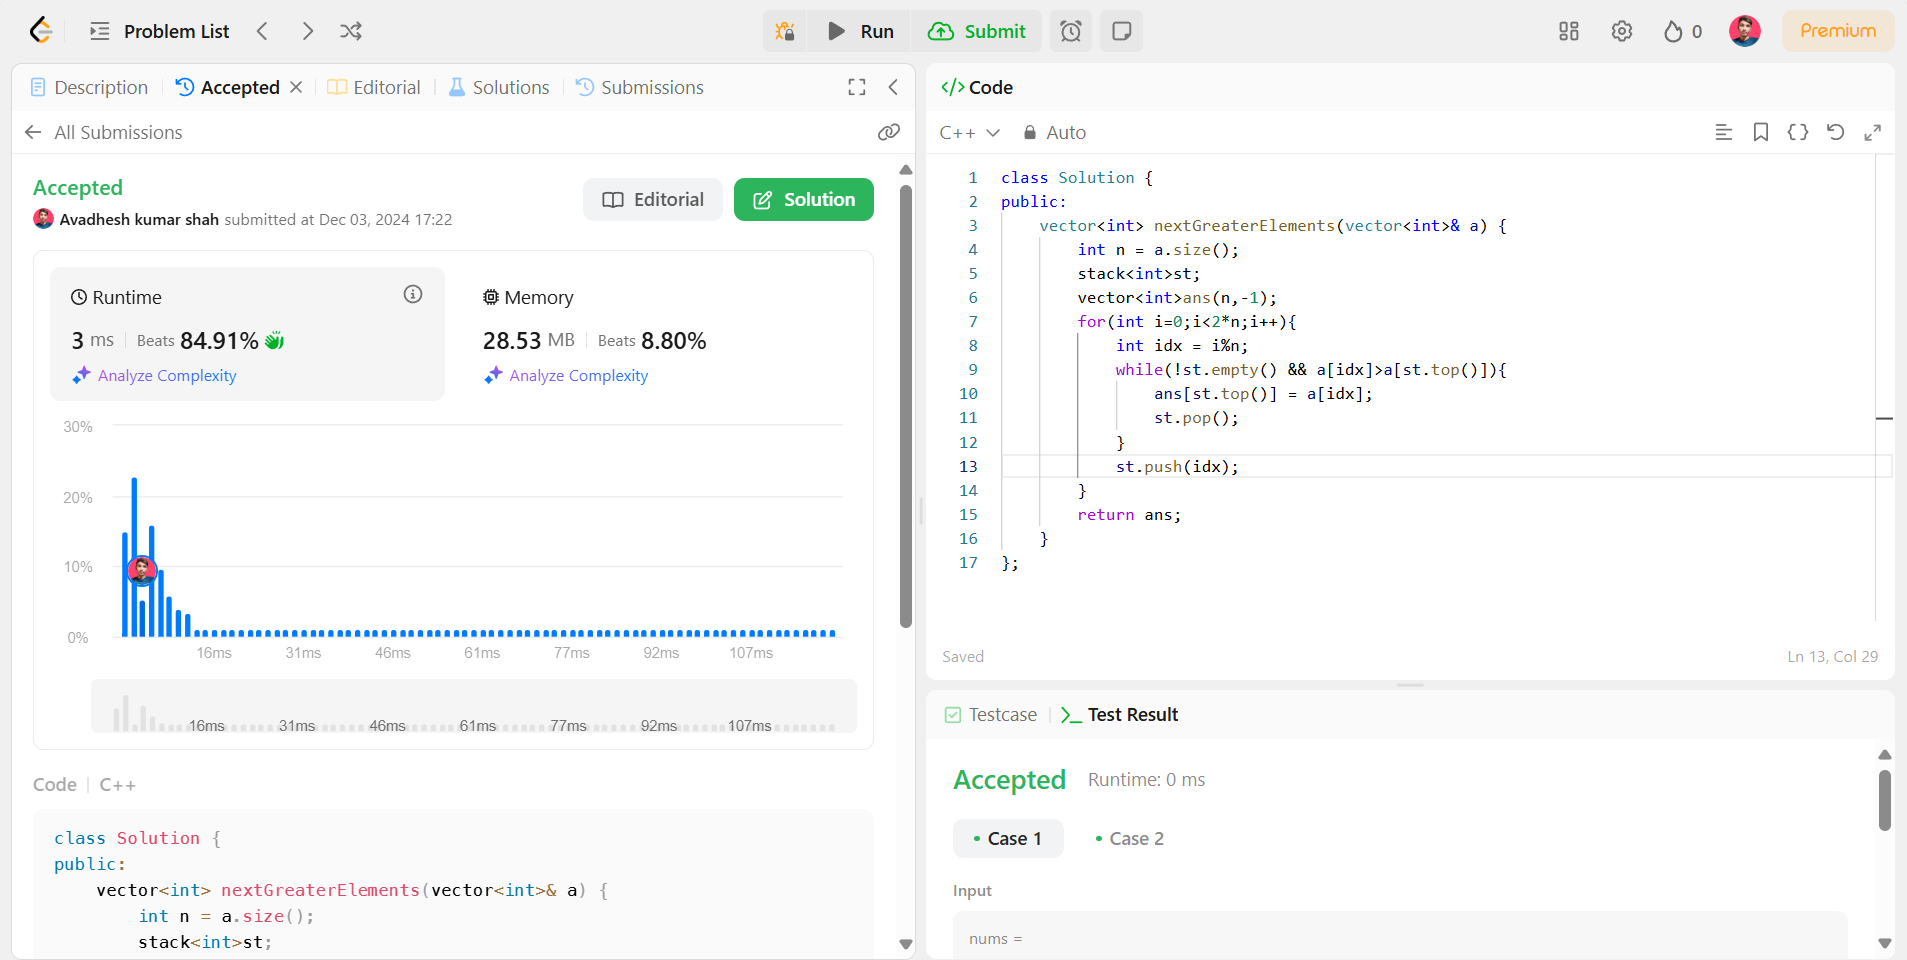 Problem List
Run
Submit
0
Premium
Description
Accepted
Editorial
Solutions
Submissions
All Submissions
Accepted
Avadhesh kumar shah submitted at Dec 03, 2024 17:22
Editorial
Solution
Runtime
3 ms
Beats 84.91%
Analyze Complexity
Memory
28.53 MB
Beats 8.80%
Analyze Complexity
30%
20%
10%
0%
16ms 31ms 46ms 61ms 77ms 92ms 107ms
16ms 31ms 46ms 61ms 77ms 92ms 107ms
Code
C++
class Solution {
public:
    vector<int> nextGreaterElements(vector<int>& a) {
        int n = a.size();
        stack<int>st;
</> Code
C++
Auto
1 class Solution {
2 public:
3     vector<int> nextGreaterElements(vector<int>& a) {
4         int n = a.size();
5         stack<int>st;
6         vector<int>ans(n,-1);
7         for(int i=0;i<2*n;i++){
8             int idx = i%n;
9             while(!st.empty() && a[idx]>a[st.top()]){
10                 ans[st.top()] = a[idx];
11                 st.pop();
12             }
13             st.push(idx);
14         }
15         return ans;
16     }
17 };
Saved
Ln 13, Col 29
Testcase
Test Result
Accepted
Runtime: 0 ms
Case 1
Case 2
Input
nums =